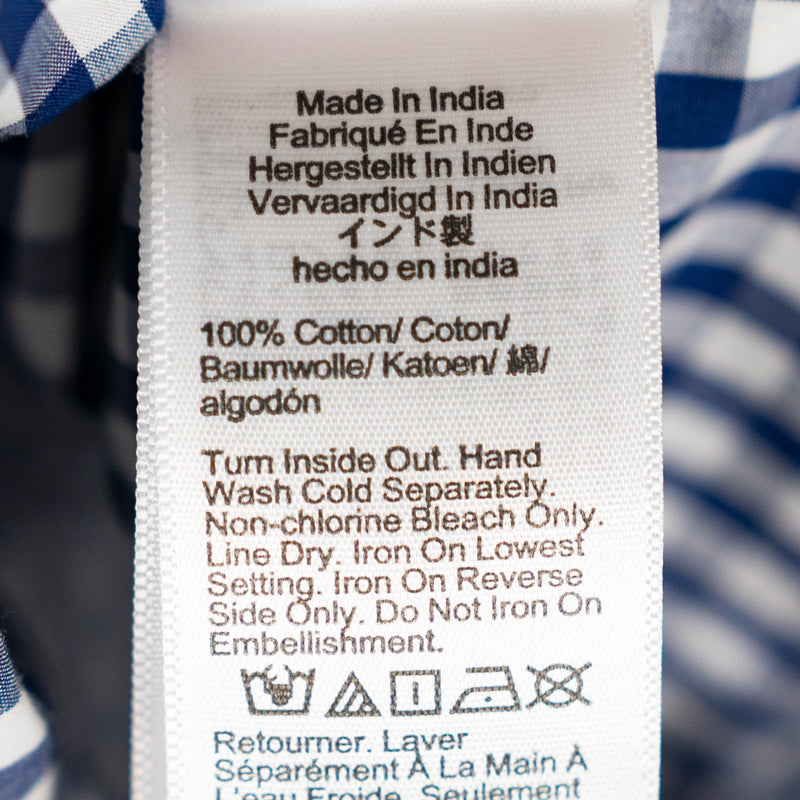 Made In India
Fabriqué En Inde
Hergestellt In Indien
Vervaardigd In India
インド製
hecho en india
100% Cotton/ Coton/
Baumwolle/ Katoen/ 綿/
algodón
Turn Inside Out. Hand
Wash Cold Separately.
Non-chlorine Bleach Only.
Line Dry. Iron On Lowest
Setting. Iron On Reverse
Side Only. Do Not Iron On
Embellishment.
Retourner. Laver
Séparément À La Main À
L'eau Froide. Seulement